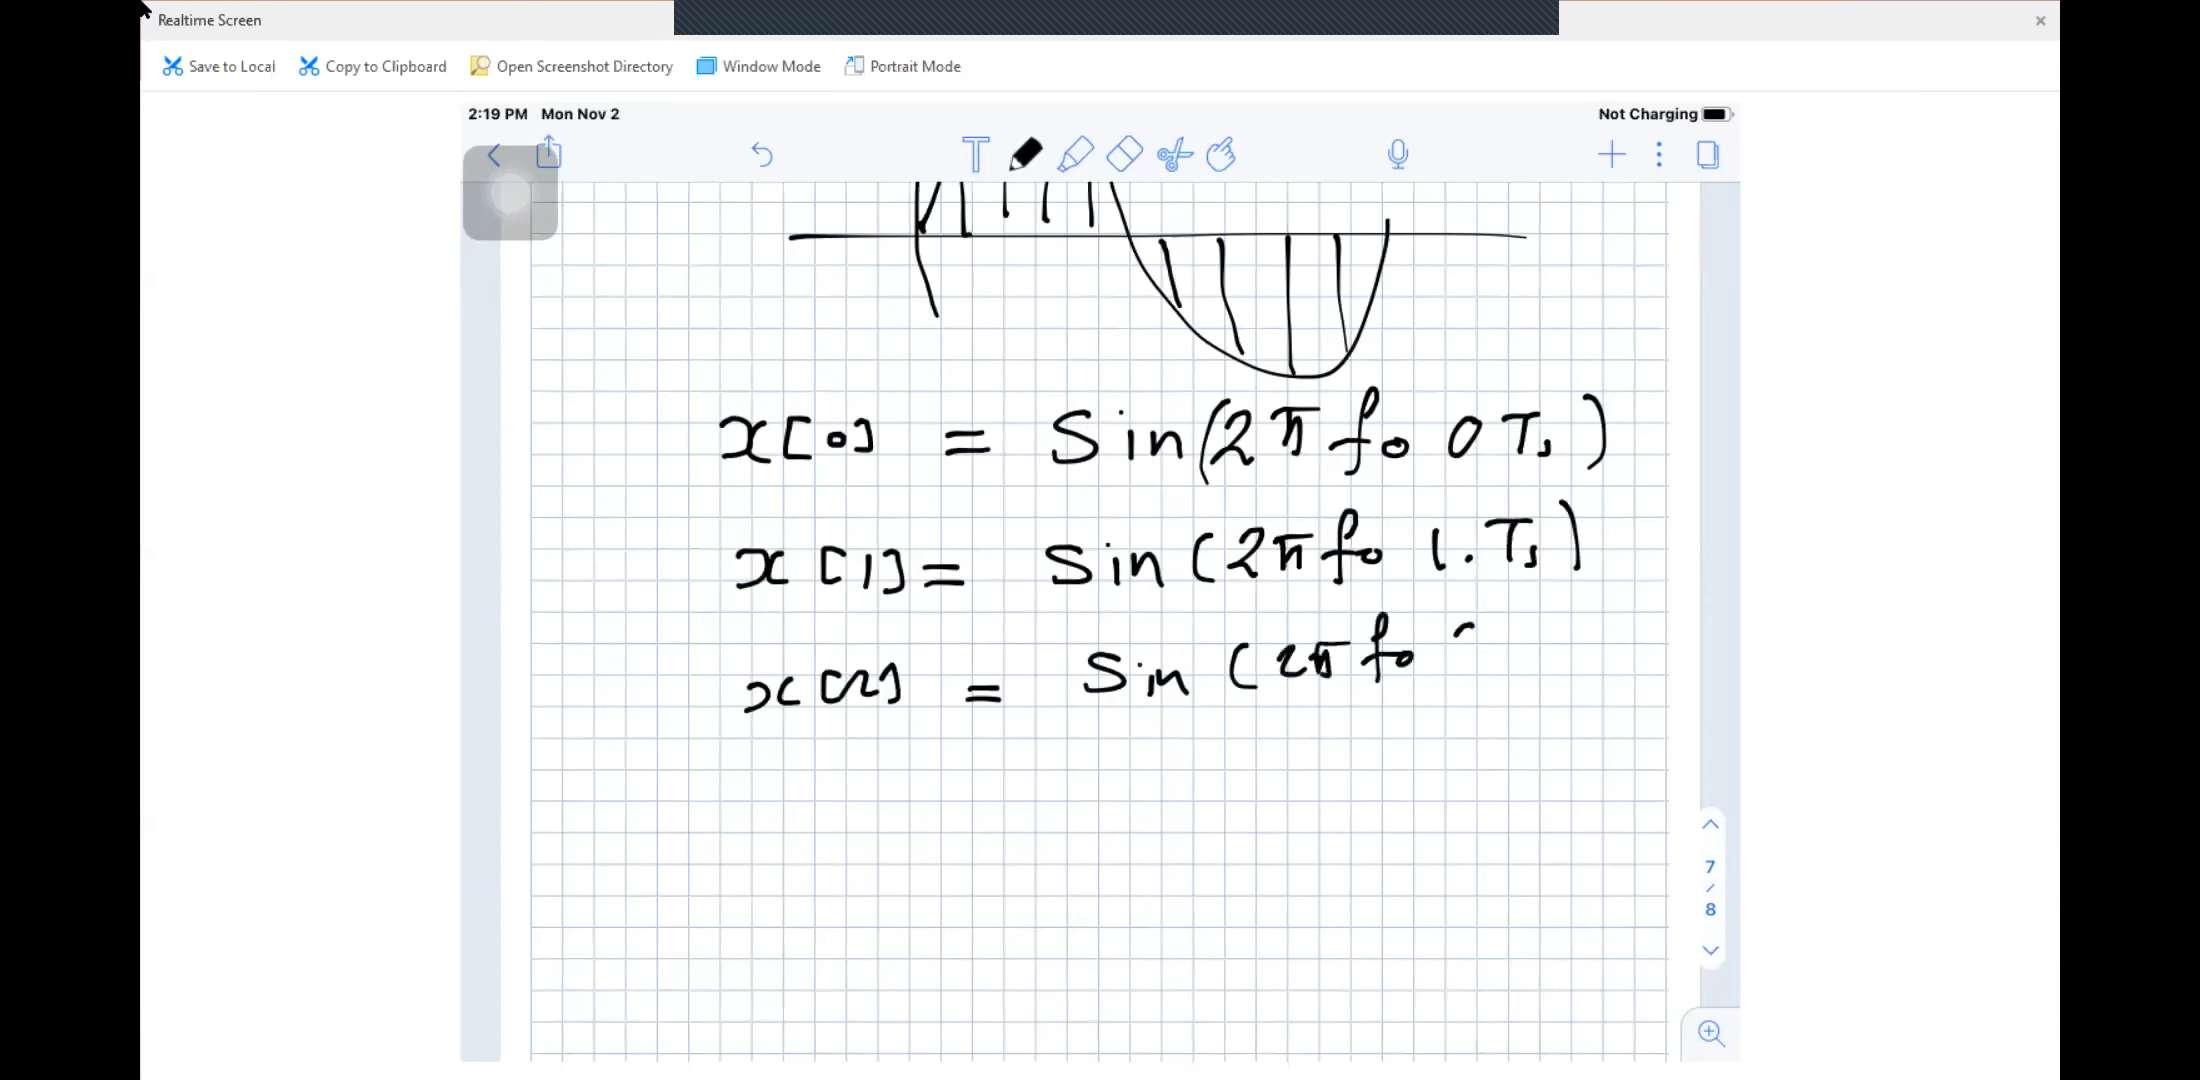 Realtime Screen
Save to Local Copy to Clipboard Open Screenshot Directory Window Mode Portrait Mode
2:19 PM Mon Nov 2 Not Charging
x[0] = Sin(2π fo 0 Ts)
x[1] = Sin(2π fo 1.Ts)
x[2] = Sin(2π fo
7
/
8